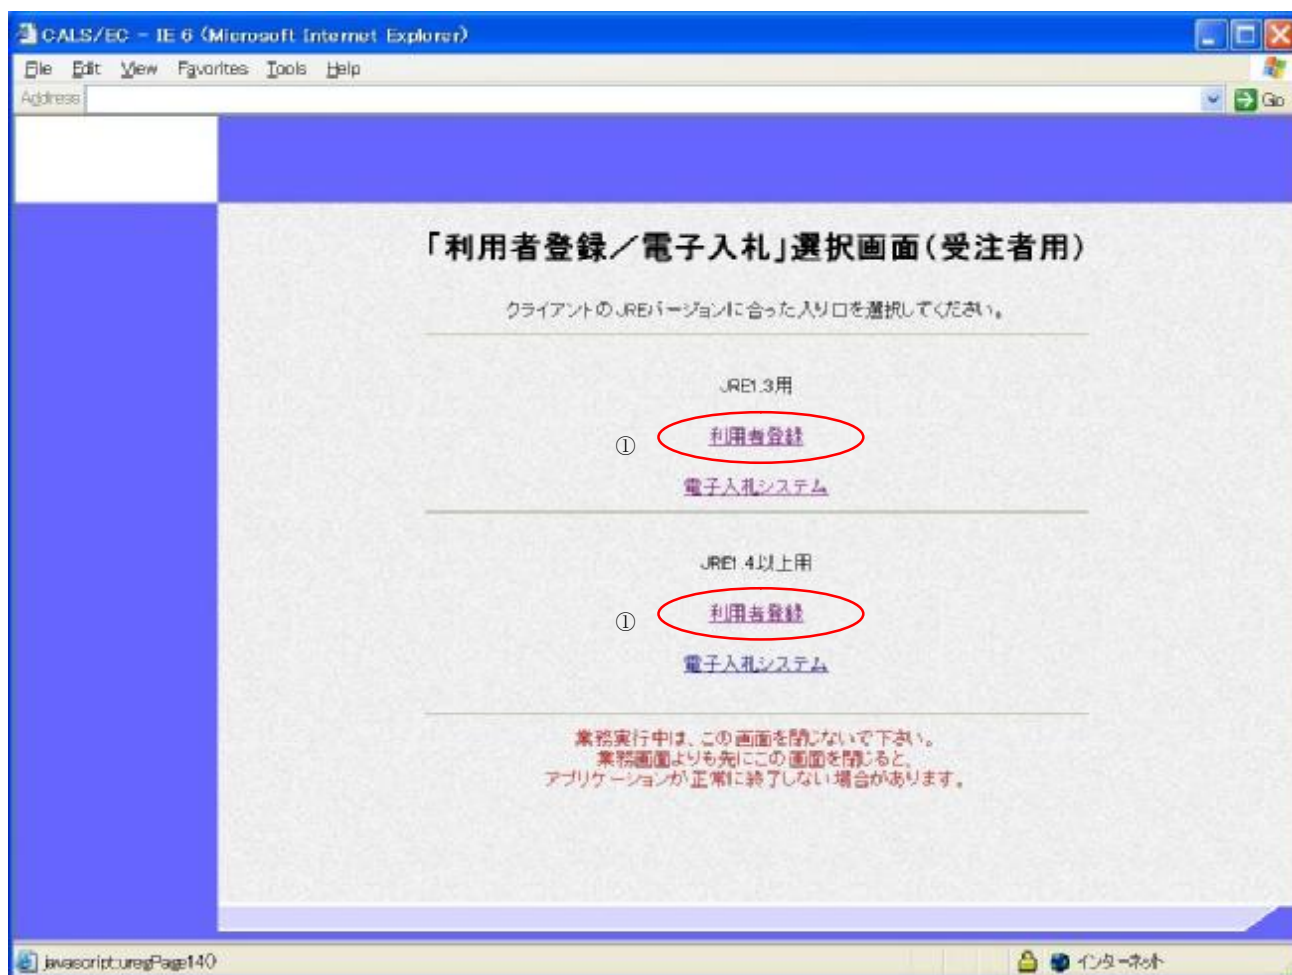 CALS/EC - IE 6 (Microsoft Internet Explorer)
File Edit View Favorites Tools Help
Address Go
「利用者登録／電子入札」選択画面(受注者用)
クライアントのJREバージョンに合った入り口を選択してください。
JRE1.3用
① 利用者登録
電子入札システム
JRE1.4以上用
① 利用者登録
電子入札システム
業務実行中は、この画面を閉じないで下さい。
業務画面よりも先にこの画面を閉じると、
アプリケーションが正常に終了しない場合があります。
javascript:uregPage14() インターネット